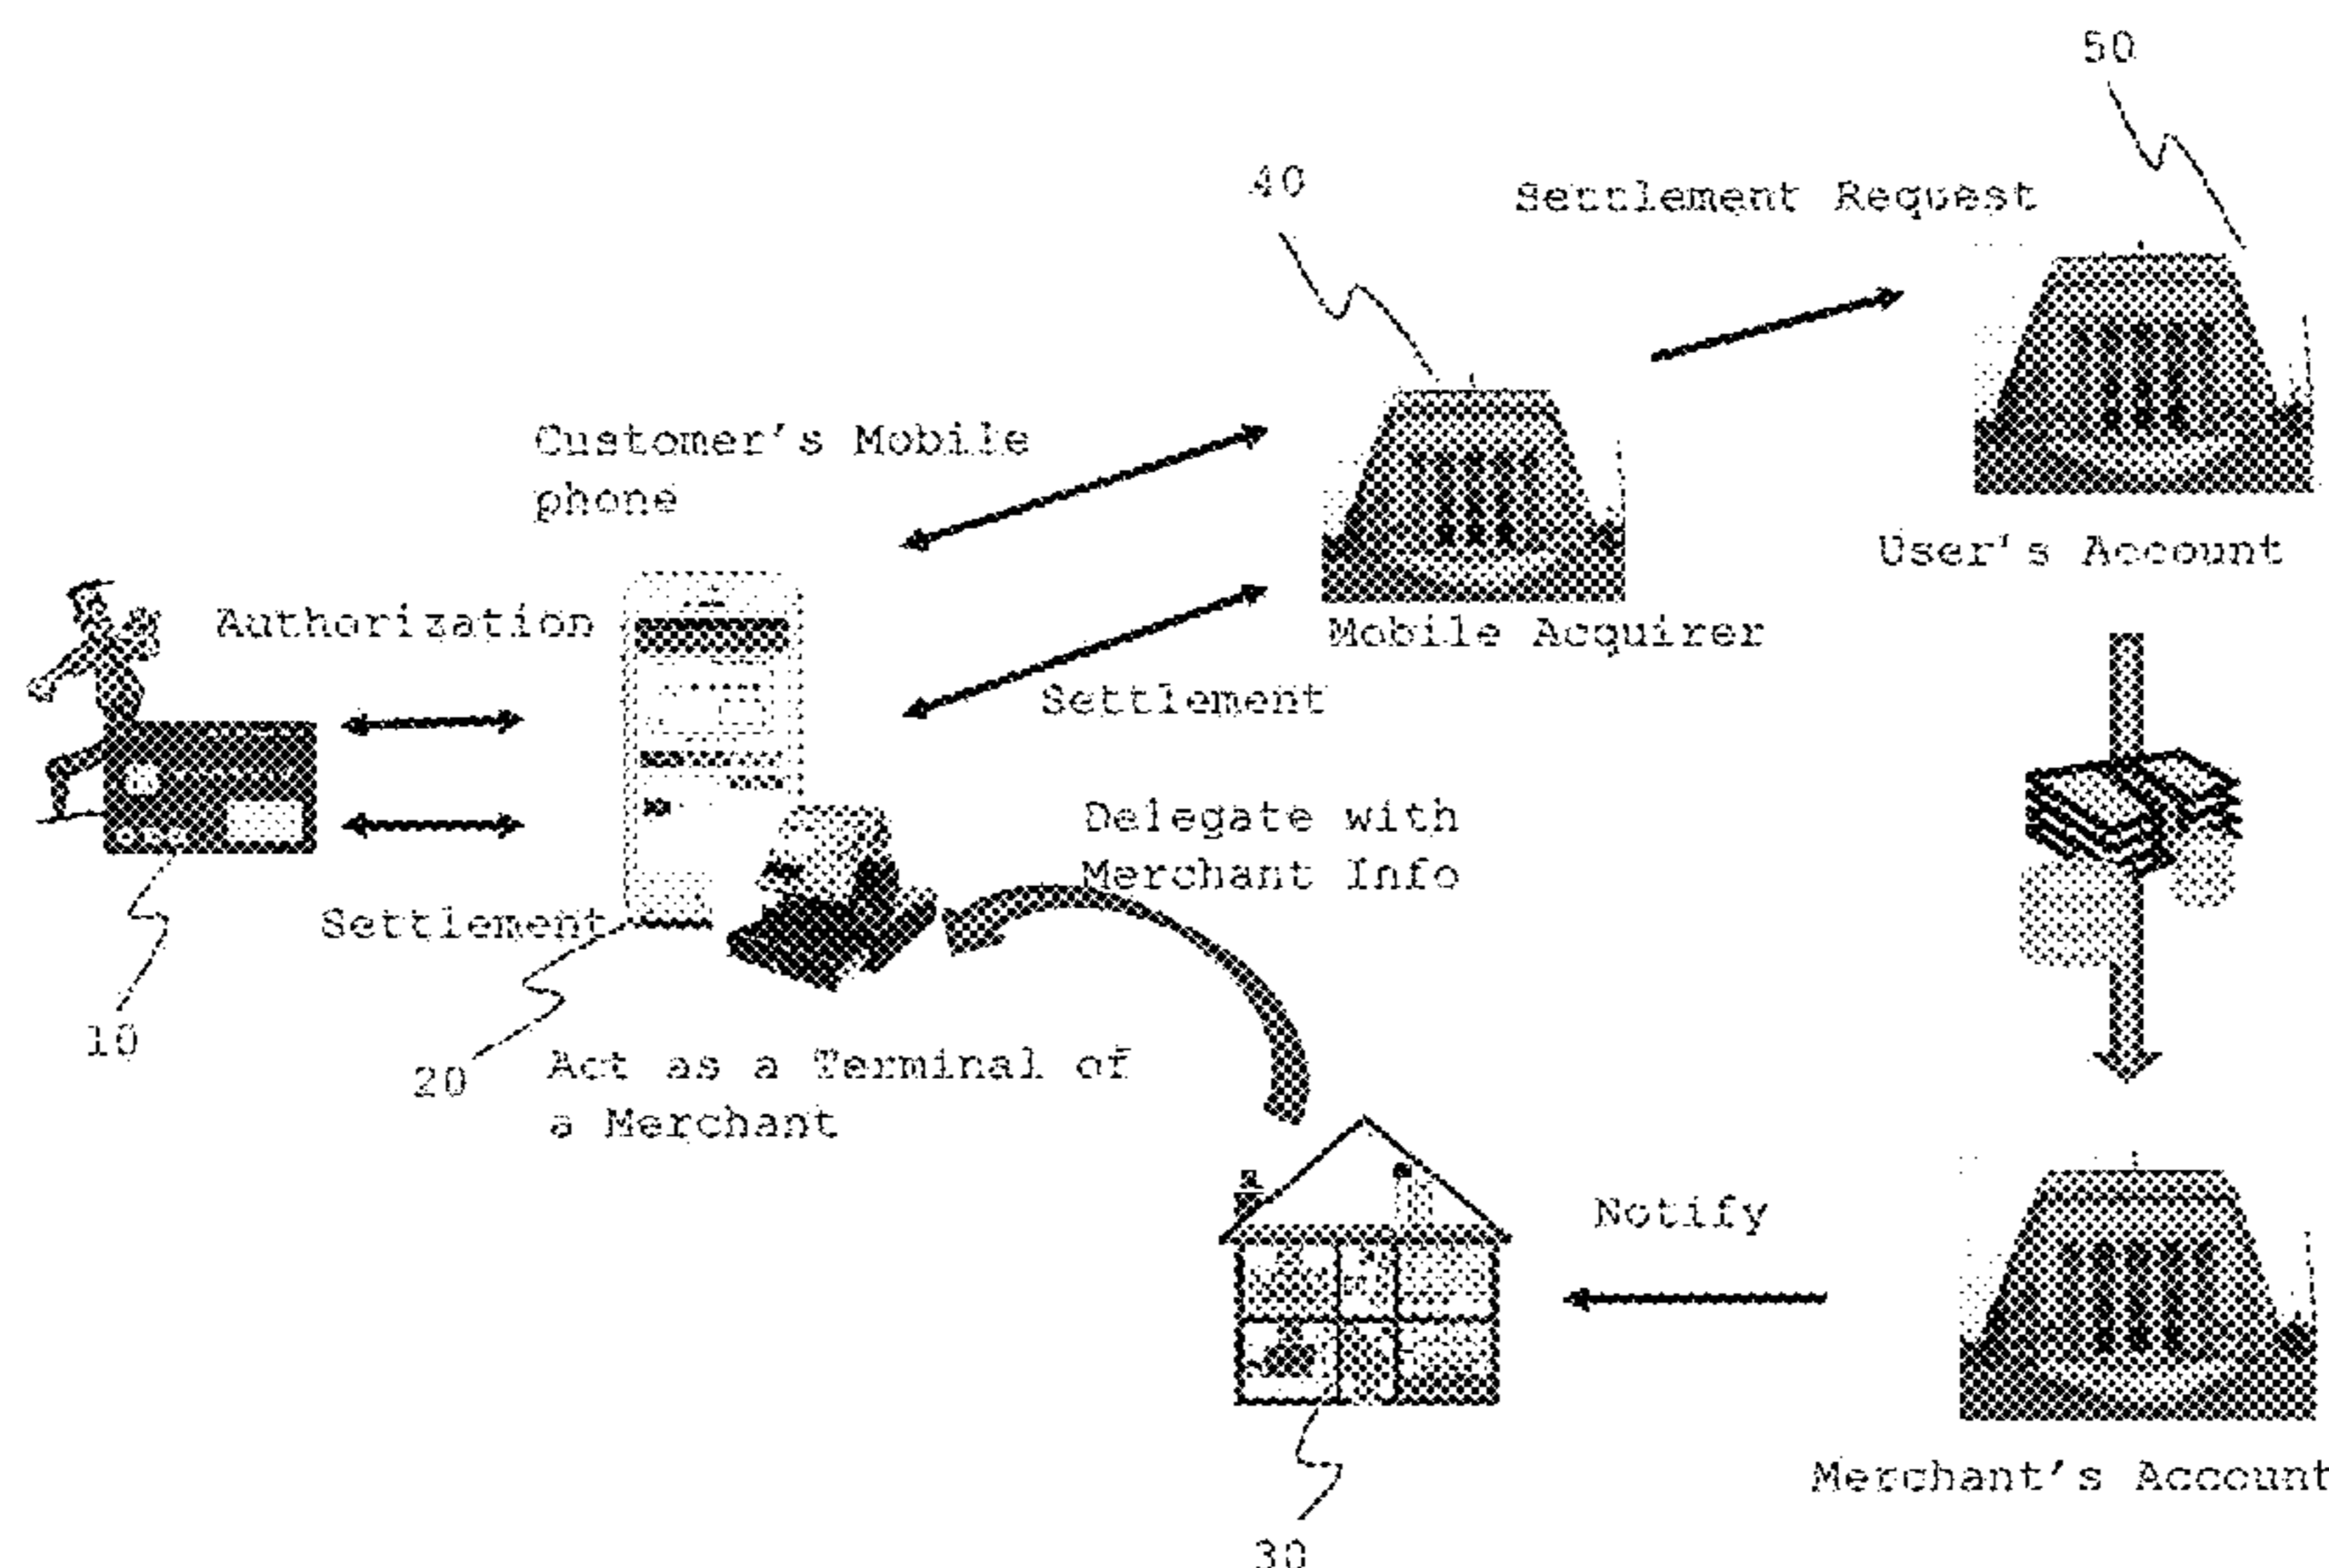 50
40
Settlement Request
Customer's Mobile
phone
User's Account
Authorization
Mobile Acquirer
Settlement
Delegate with
Merchant Info
Settlement
10
20
Act as a Terminal of
a Merchant
Notify
Merchant's Account
30